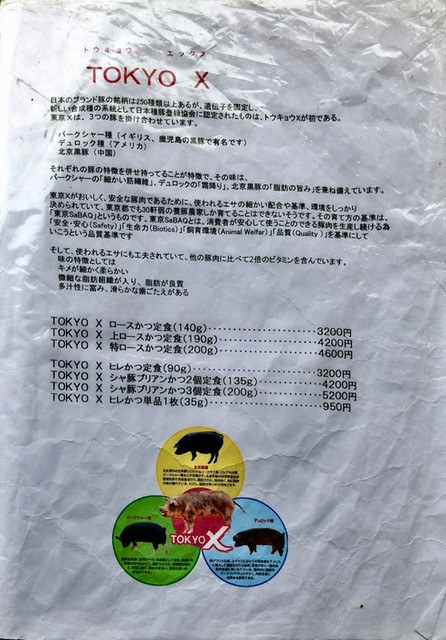 トウキョウ エックス
TOKYO X
日本のブランド豚の銘柄は250種類以上あるが、遺伝子を固定し、
新しい合成種の系統として日本種豚登録協会に認定されたものは、トウキョウXが初である。
東京Xは、3つの豚を掛け合わせています。
バークシャー種（イギリス、鹿児島の黒豚で有名です）
デュロック種（アメリカ）
北京黒豚（中国）
それぞれの豚の特徴を併せ持ってることが特徴で、その味は、
バークシャーの「細かい筋繊維」、デュロックの「霜降り」、北京黒豚の「脂肪の旨み」を兼ね備えています。
東京Xがおいしく、安全な豚肉であるために、使われるエサの細かい配合や基準、環境をしっかり
決められていて、東京都でも30軒弱の養豚農家しか育てることはできないそうです。その育て方の基準は、
「東京SaBAQ」というものです。東京SaBAQとは、消費者が安心して使うことのできる豚肉を生産し続ける為に
「安全・安心（Safety）」「生命力（Biotics）」「飼育環境（Animal Welfar）」「品質（Quality）」を基準にして
いこうという品質基準です
そして、使われるエサにも工夫されていて、他の豚肉に比べて2倍のビタミンを含んでいます。
味の特徴としては
キメが細かく柔らかい
微細な脂肪組織が入り、脂肪が良質
多汁性に富み、滑らかな歯ごたえがある
TOKYO X ロースかつ定食(140g)・・・・・・・・・・・・・・・・3200円
TOKYO X 上ロースかつ定食(190g)・・・・・・・・・・・・・・4200円
TOKYO X 特ロースかつ定食(200g)・・・・・・・・・・・・・・4600円
TOKYO X ヒレかつ定食(90g)・・・・・・・・・・・・・・・・・・3200円
TOKYO X シャ豚ブリアンかつ2個定食(135g)・・・・・・・4200円
TOKYO X シャ豚ブリアンかつ3個定食(200g)・・・・・・・5200円
TOKYO X ヒレかつ単品1枚(35g)・・・・・・・・・・・・・・・950円
北京黒豚
バークシャー種
デュロック種
TOKYO X